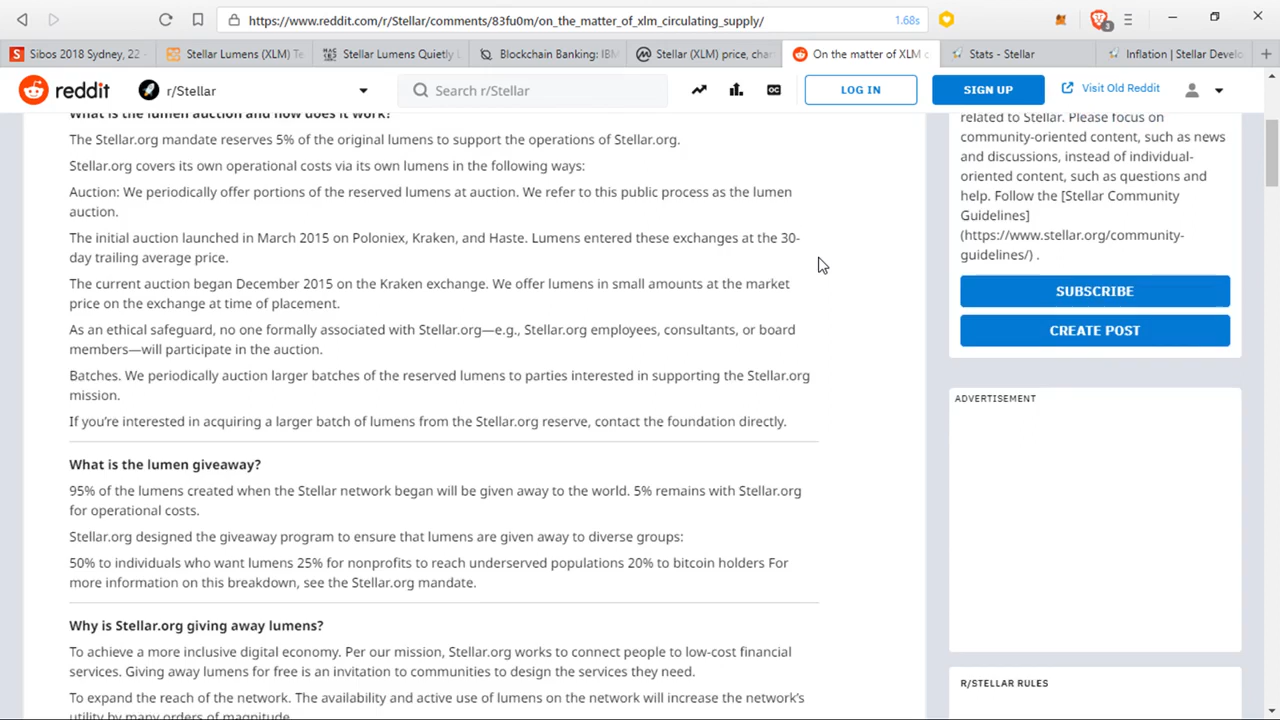 https://www.reddit.com/r/Stellar/comments/83fu0m/on_the_matter_of_xlm_circulating_supply/
1.68s
3
Sibos 2018 Sydney, 22 -
Stellar Lumens (XLM) Te
Stellar Lumens Quietly L
Blockchain Banking: IBM
Stellar (XLM) price, cha
On the matter of XLM c
Stats - Stellar
Inflation | Stellar Develo
reddit
r/Stellar
Search r/Stellar
OC
LOG IN
SIGN UP
Visit Old Reddit
What is the lumen auction and how does it work?
The Stellar.org mandate reserves 5% of the original lumens to support the operations of Stellar.org.
Stellar.org covers its own operational costs via its own lumens in the following ways:
Auction: We periodically offer portions of the reserved lumens at auction. We refer to this public process as the lumen
auction.
The initial auction launched in March 2015 on Poloniex, Kraken, and Haste. Lumens entered these exchanges at the 30-
day trailing average price.
The current auction began December 2015 on the Kraken exchange. We offer lumens in small amounts at the market
price on the exchange at time of placement.
As an ethical safeguard, no one formally associated with Stellar.org—e.g., Stellar.org employees, consultants, or board
members—will participate in the auction.
Batches. We periodically auction larger batches of the reserved lumens to parties interested in supporting the Stellar.org
mission.
If you're interested in acquiring a larger batch of lumens from the Stellar.org reserve, contact the foundation directly.
What is the lumen giveaway?
95% of the lumens created when the Stellar network began will be given away to the world. 5% remains with Stellar.org
for operational costs.
Stellar.org designed the giveaway program to ensure that lumens are given away to diverse groups:
50% to individuals who want lumens 25% for nonprofits to reach underserved populations 20% to bitcoin holders For
more information on this breakdown, see the Stellar.org mandate.
Why is Stellar.org giving away lumens?
To achieve a more inclusive digital economy. Per our mission, Stellar.org works to connect people to low-cost financial
services. Giving away lumens for free is an invitation to communities to design the services they need.
To expand the reach of the network. The availability and active use of lumens on the network will increase the network's
utility by many orders of magnitude.
related to Stellar. Please focus on
community-oriented content, such as news
and discussions, instead of individual-
oriented content, such as questions and
help. Follow the [Stellar Community
Guidelines]
(https://www.stellar.org/community-
guidelines/) .
SUBSCRIBE
CREATE POST
ADVERTISEMENT
R/STELLAR RULES